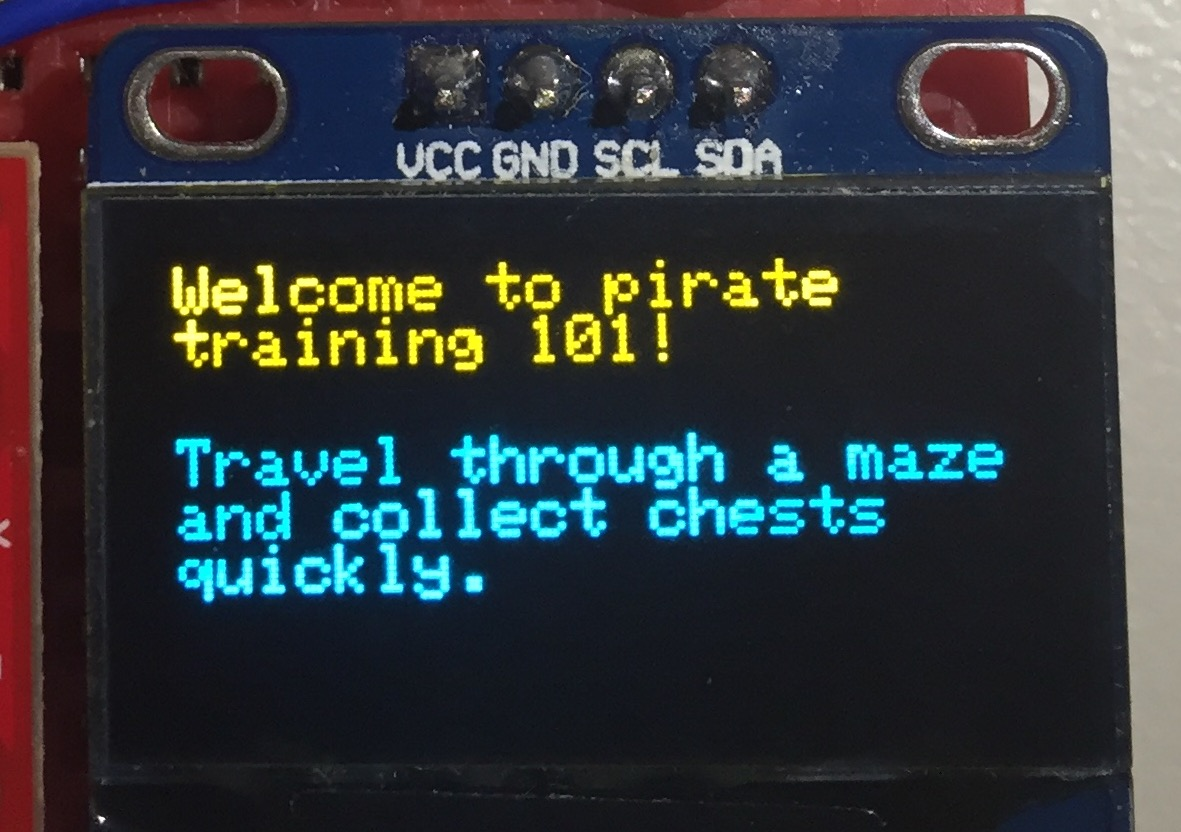 VCC GND SCL SDA
Welcome to pirate
training 101!
Travel through a maze
and collect chests
quickly.